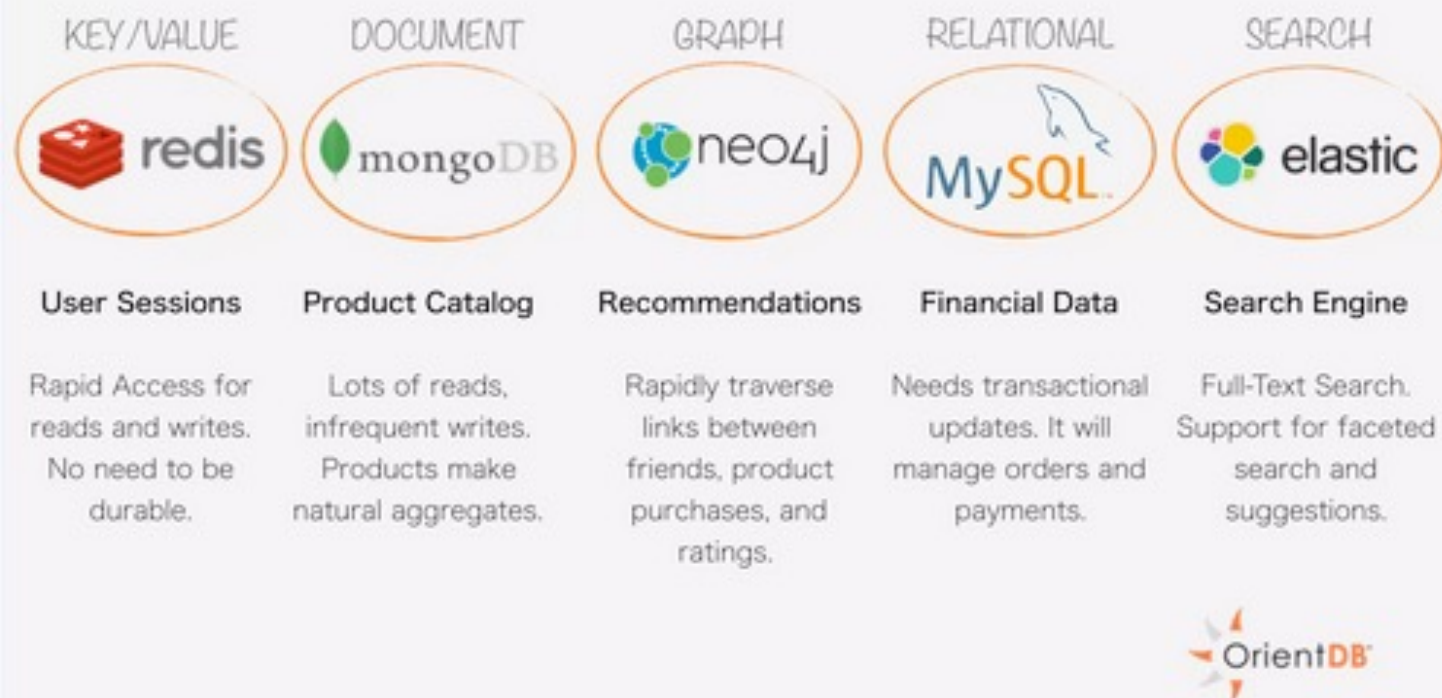 KEY/VALUE
DOCUMENT
GRAPH
RELATIONAL
SEARCH
redis
mongoDB
neo4j
MySQL
elastic
User Sessions
Product Catalog
Recommendations
Financial Data
Search Engine
Rapid Access for
reads and writes.
No need to be
durable.
Lots of reads,
infrequent writes.
Products make
natural aggregates.
Rapidly traverse
links between
friends, product
purchases, and
ratings.
Needs transactional
updates. It will
manage orders and
payments.
Full-Text Search.
Support for faceted
search and
suggestions.
OrientDB